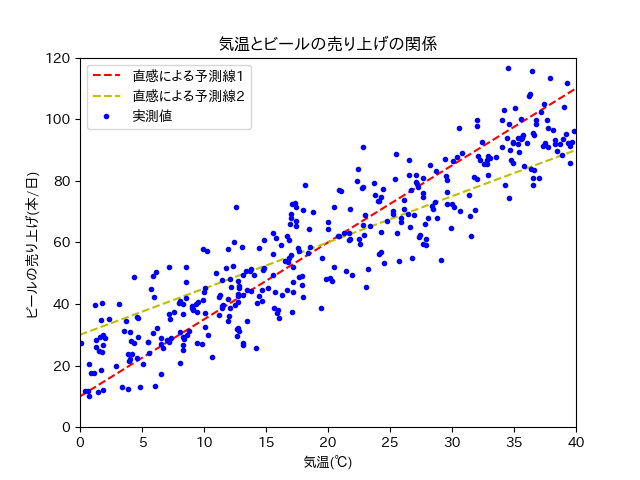 気温とビールの売り上げの関係
直感による予測線1
直感による予測線2
実測値
120
100
80
60
40
20
0
ビールの売り上げ(本/日)
0 5 10 15 20 25 30 35 40
気温(℃)